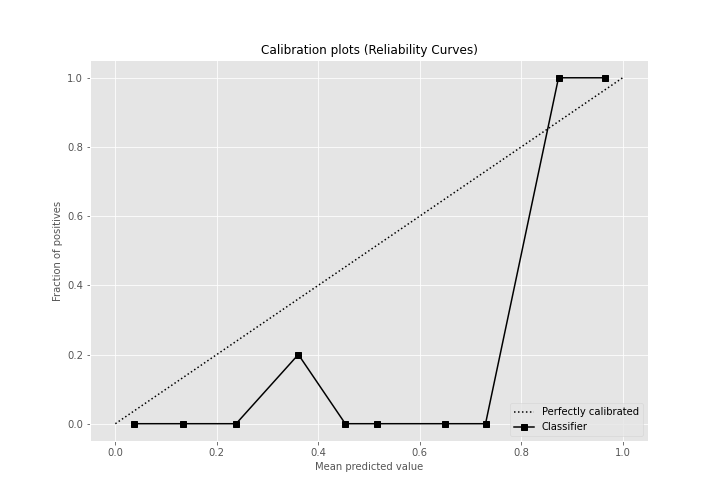 Calibration plots (Reliability Curves)
1.0
0.8
0.6
0.4
0.2
0.0
Fraction of positives
0.0 0.2 0.4 0.6 0.8 1.0
Mean predicted value
Perfectly calibrated
Classifier